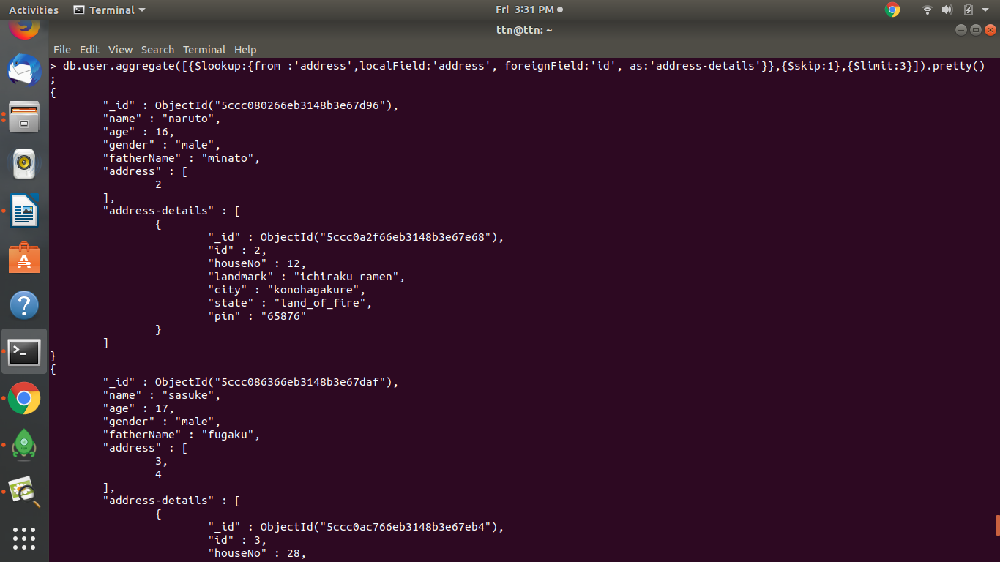 Activities Terminal Fri 3:31 PM
ttn@ttn: ~
File Edit View Search Terminal Help
> db.user.aggregate([{$lookup:{from :'address',localField:'address', foreignField:'id', as:'address-details'}},{$skip:1},{$limit:3}]).pretty()
;
{
"_id" : ObjectId("5ccc080266eb3148b3e67d96"),
"name" : "naruto",
"age" : 16,
"gender" : "male",
"fatherName" : "minato",
"address" : [
2
],
"address-details" : [
{
"_id" : ObjectId("5ccc0a2f66eb3148b3e67e68"),
"id" : 2,
"houseNo" : 12,
"landmark" : "ichiraku ramen",
"city" : "konohagakure",
"state" : "land_of_fire",
"pin" : "65876"
}
]
}
{
"_id" : ObjectId("5ccc086366eb3148b3e67daf"),
"name" : "sasuke",
"age" : 17,
"gender" : "male",
"fatherName" : "fugaku",
"address" : [
3,
4
],
"address-details" : [
{
"_id" : ObjectId("5ccc0ac766eb3148b3e67eb4"),
"id" : 3,
"houseNo" : 28,